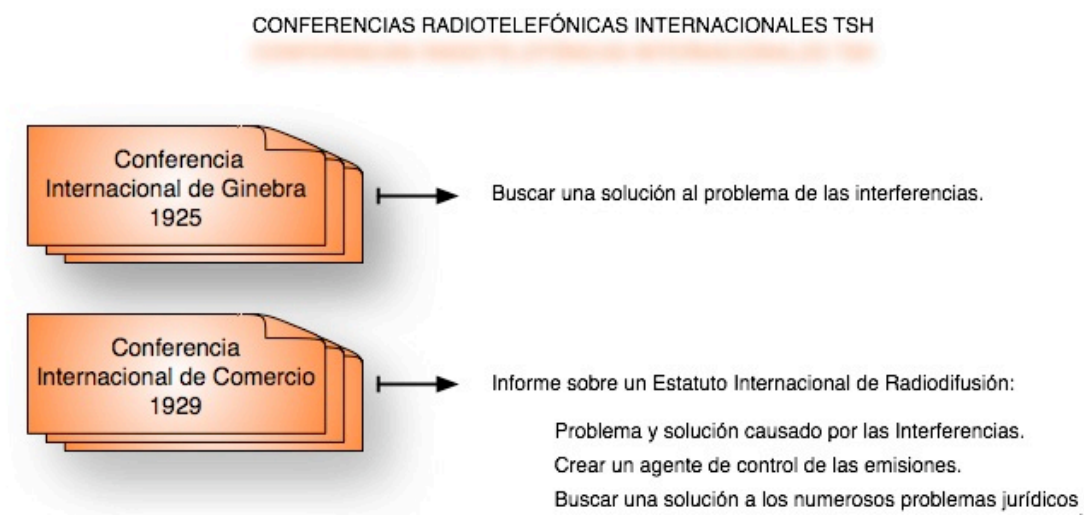 CONFERENCIAS RADIOTELEFÓNICAS INTERNACIONALES TSH
Conferencia
Internacional de Ginebra
1925
Buscar una solución al problema de las interferencias.
Conferencia
Internacional de Comercio
1929
Informe sobre un Estatuto Internacional de Radiodifusión:
Problema y solución causado por las Interferencias.
Crear un agente de control de las emisiones.
Buscar una solución a los numerosos problemas jurídicos